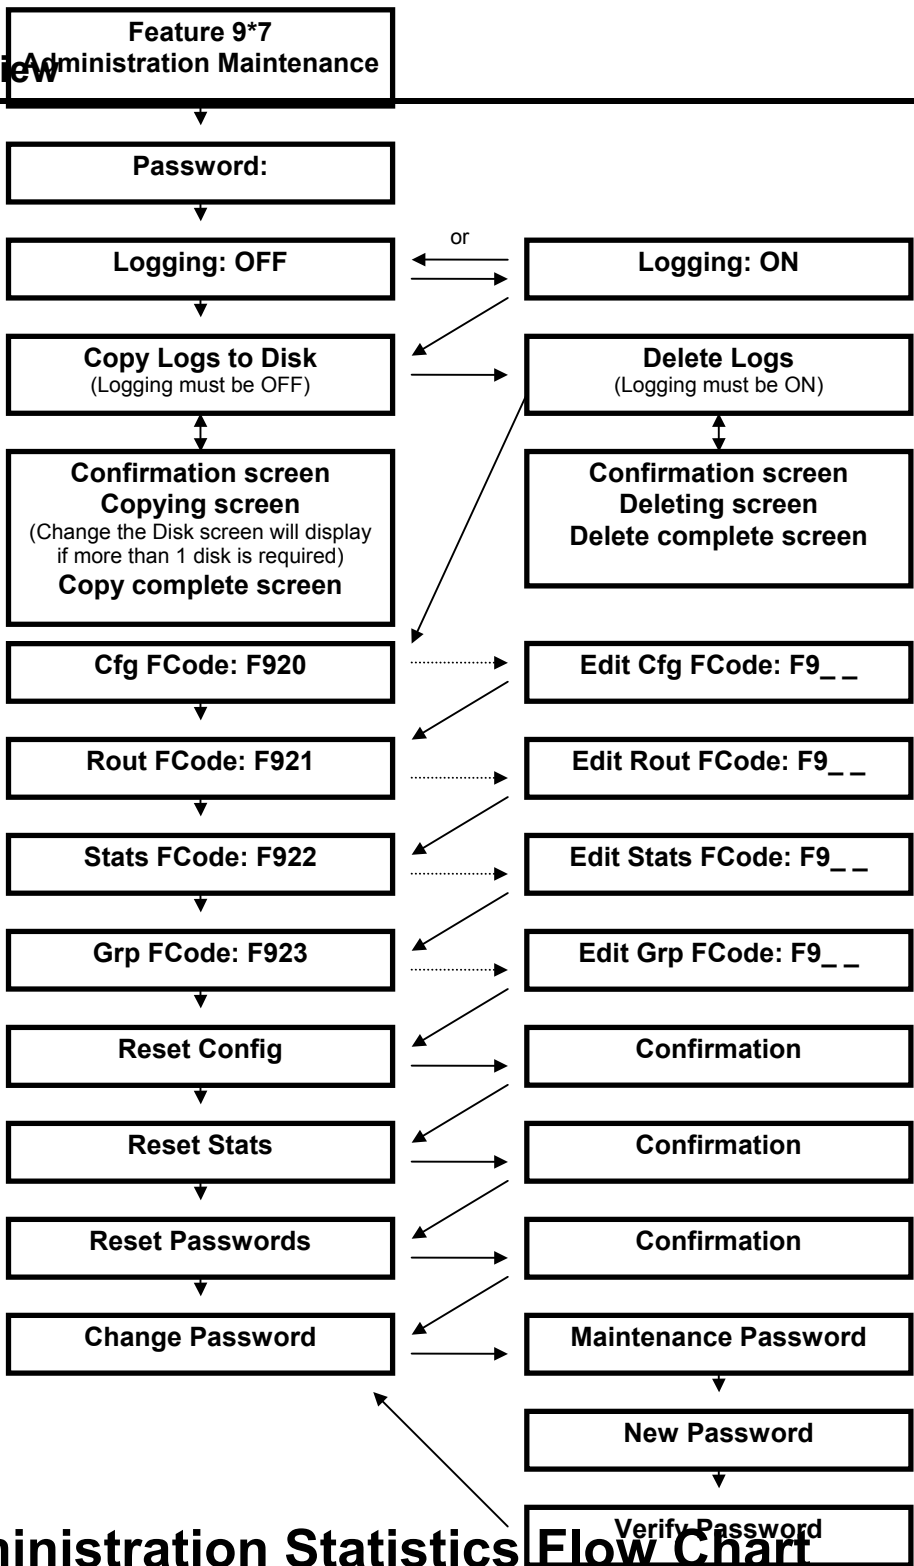 Feature 9*7
Administration Maintenance
iew
Password:
or
Logging: OFF
Logging: ON
Copy Logs to Disk
(Logging must be OFF)
Delete Logs
(Logging must be ON)
Confirmation screen
Copying screen
(Change the Disk screen will display
if more than 1 disk is required)
Copy complete screen
Confirmation screen
Deleting screen
Delete complete screen
Cfg FCode: F920
Edit Cfg FCode: F9_ _
Rout FCode: F921
Edit Rout FCode: F9_ _
Stats FCode: F922
Edit Stats FCode: F9_ _
Grp FCode: F923
Edit Grp FCode: F9_ _
Reset Config
Confirmation
Reset Stats
Confirmation
Reset Passwords
Confirmation
Change Password
Maintenance Password
New Password
Verify Password
ministration Statistics Flow Chart